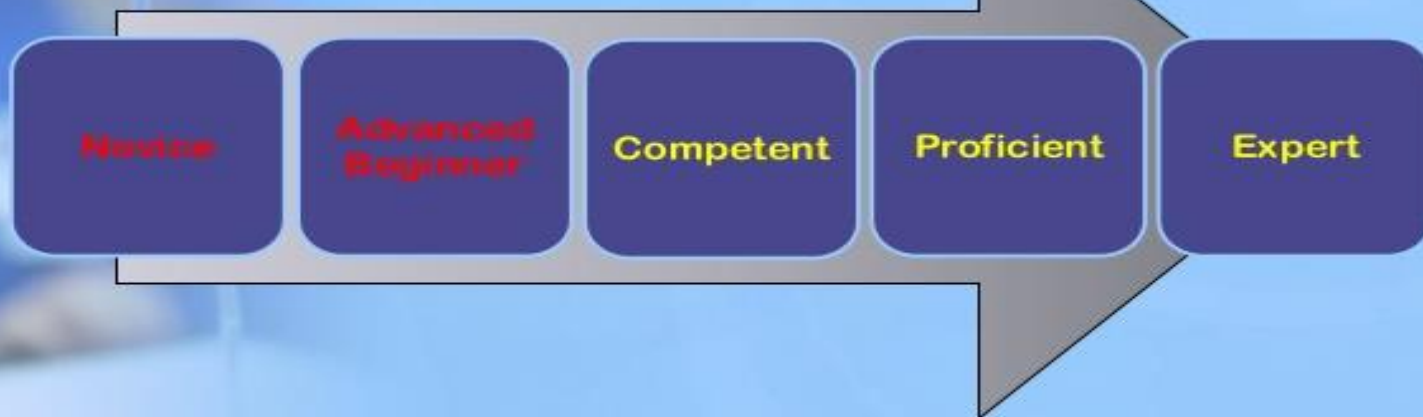 Novice
Advanced
Beginner
Competent
Proficient
Expert